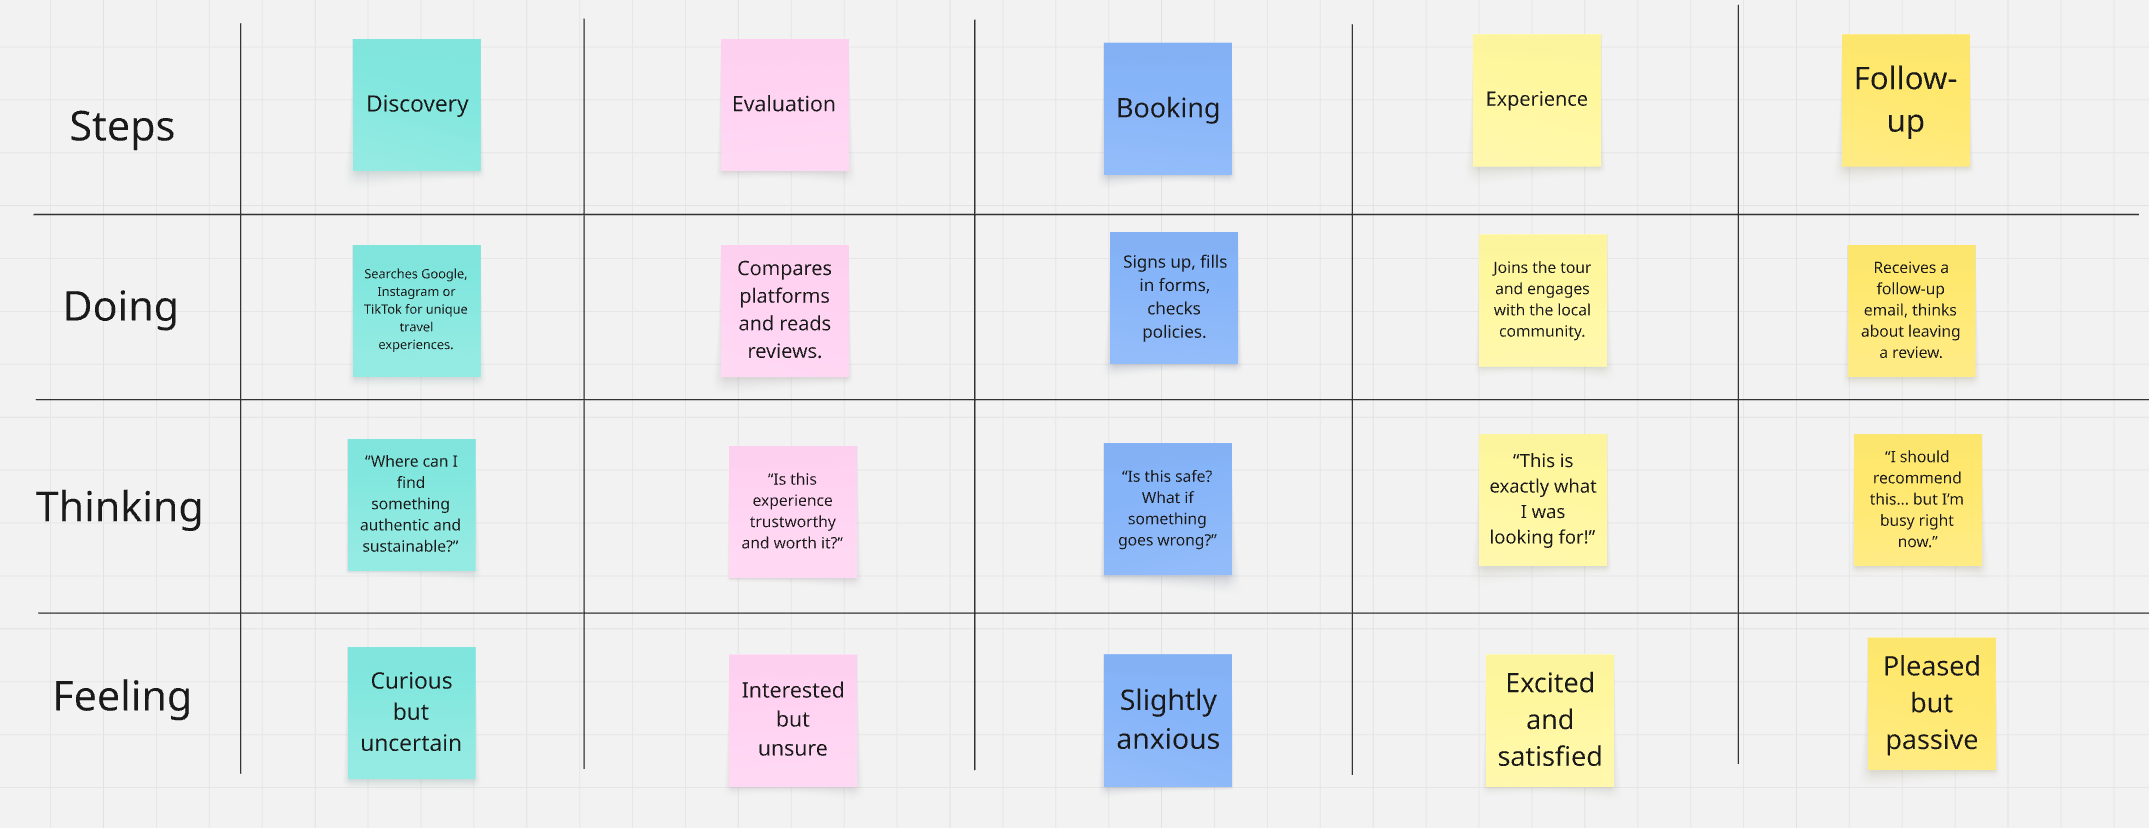 Steps
Discovery
Evaluation
Booking
Experience
Follow-
up
Doing
Searches Google,
Instagram or
TikTok for unique
travel
experiences.
Compares
platforms
and reads
reviews.
Signs up, fills
in forms,
checks
policies.
Joins the tour
and engages
with the local
community.
Receives a
follow-up
email, thinks
about leaving
a review.
Thinking
“Where can I
find
something
authentic and
sustainable?”
“Is this
experience
trustworthy
and worth it?“
“Is this safe?
What if
something
goes wrong?”
“This is
exactly what
I was
looking for!”
“I should
recommend
this... but I’m
busy right
now.”
Feeling
Curious
but
uncertain
Interested
but
unsure
Slightly
anxious
Excited
and
satisfied
Pleased
but
passive